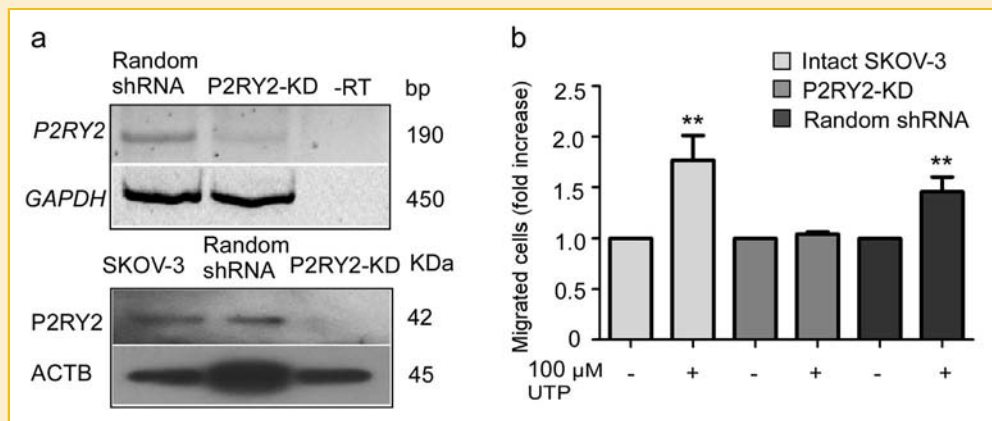 a
Random
shRNA P2RY2-KD -RT bp
P2RY2 190
GAPDH 450
SKOV-3 Random
shRNA P2RY2-KD KDa
P2RY2 42
ACTB 45
b
Intact SKOV-3
P2RY2-KD
Random shRNA
Migrated cells (fold increase)
2.5
2.0
1.5
1.0
0.5
0
** **
100 µM
UTP
- + - + - +